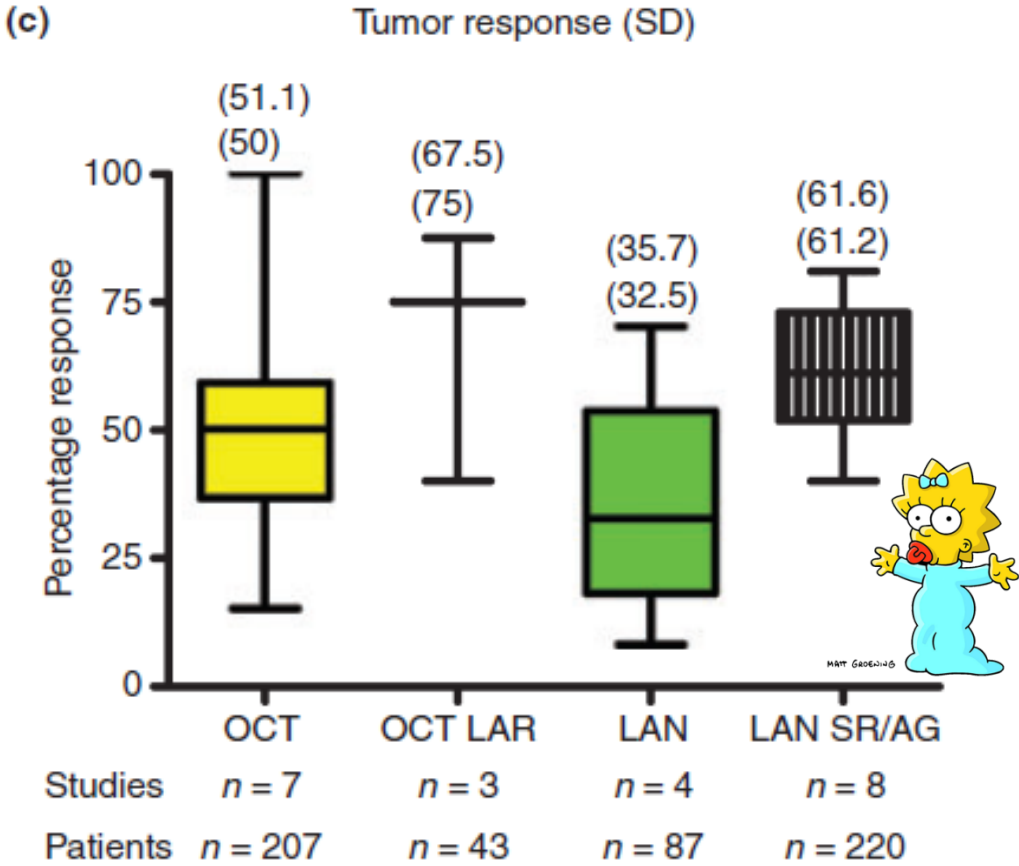 (c) Tumor response (SD)
(51.1)
(50)
(67.5)
(75)
(35.7)
(32.5)
(61.6)
(61.2)
Percentage response
100
75
50
25
0
OCT OCT LAR LAN LAN SR/AG
Studies n = 7 n = 3 n = 4 n = 8
Patients n = 207 n = 43 n = 87 n = 220
MATT GROENING